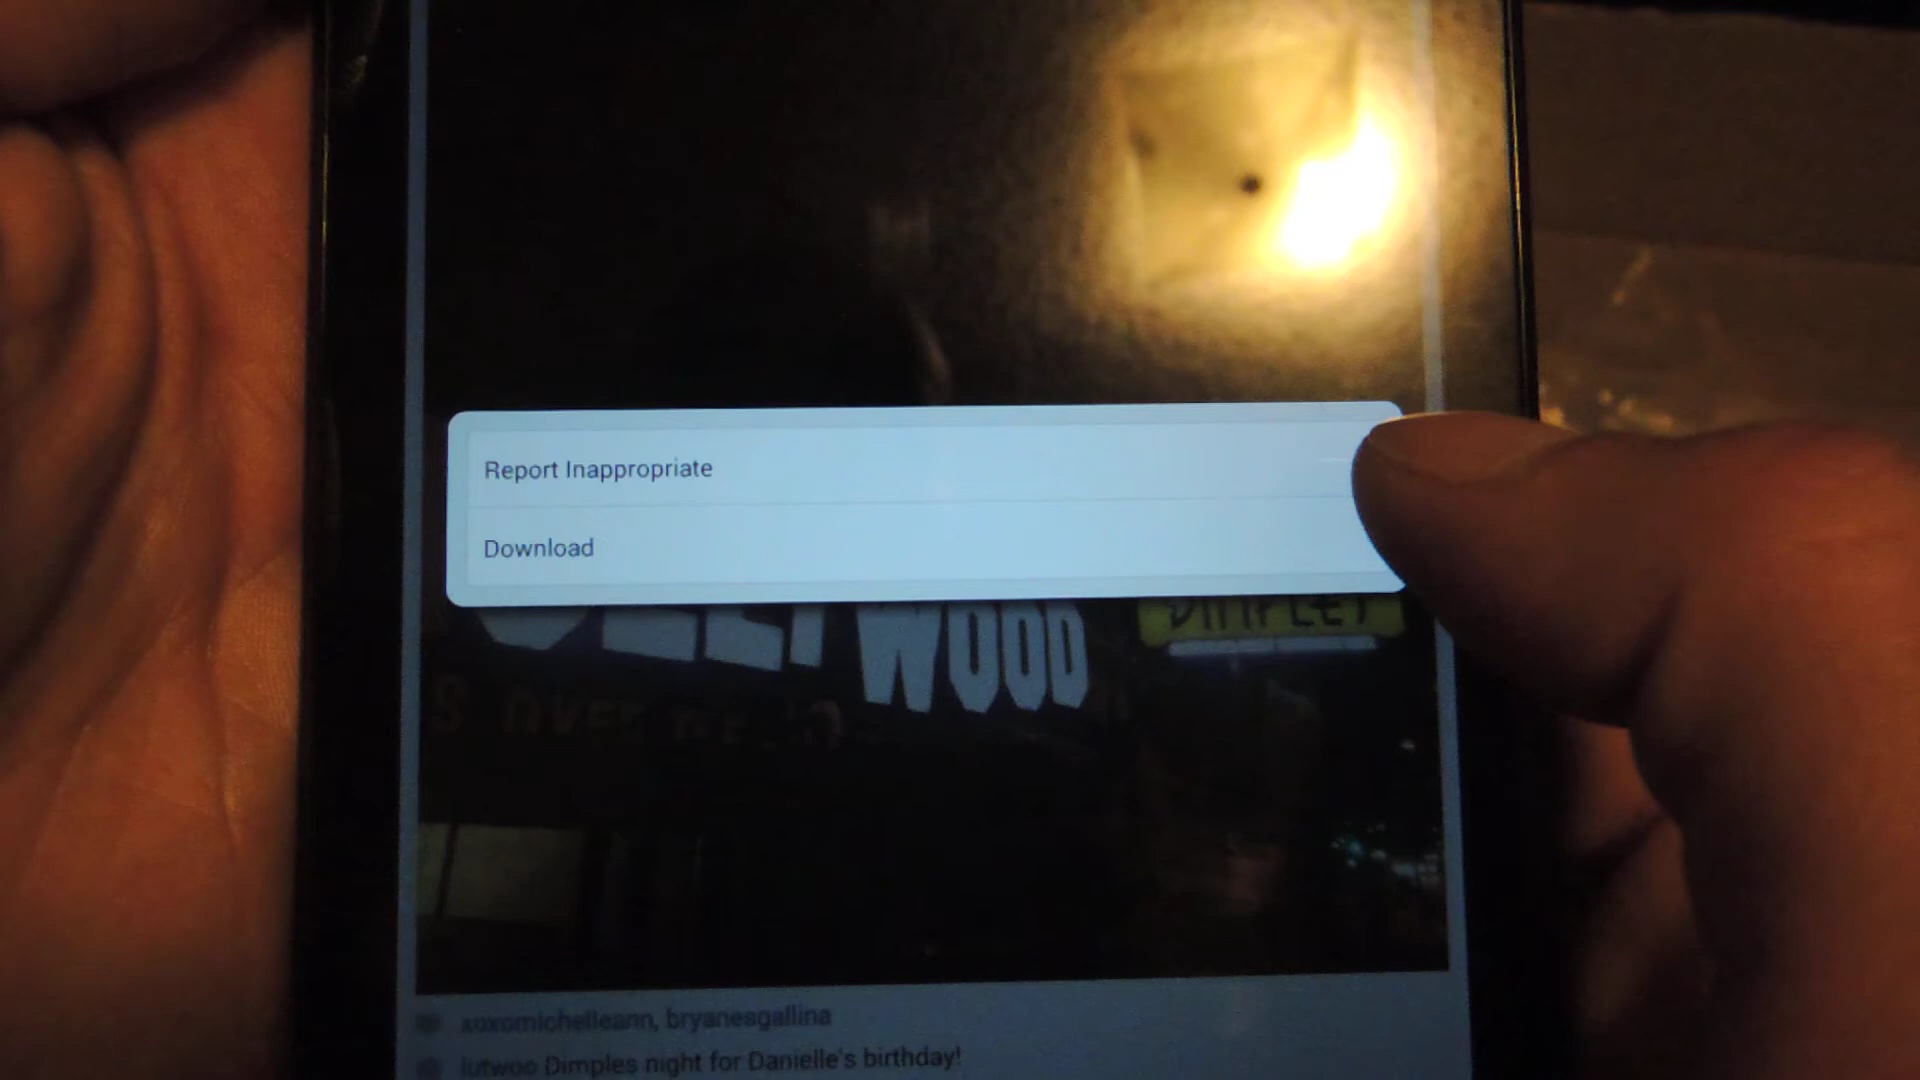 Report Inappropriate
Download
WOOD
xoxomichelleann, bryanesgallina
lutwoo Dimples night for Danielle's birthday!